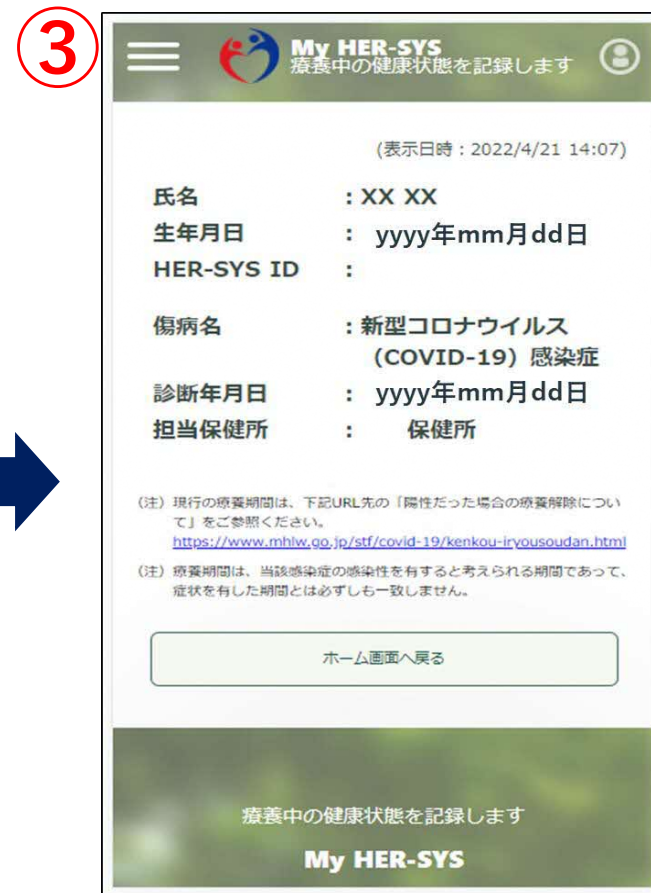 ③
My HER-SYS
療養中の健康状態を記録します
(表示日時：2022/4/21 14:07)
氏名 ：XX XX
生年月日 ： yyyy年mm月dd日
HER-SYS ID ：
傷病名 ：新型コロナウイルス
（COVID-19）感染症
診断年月日 ： yyyy年mm月dd日
担当保健所 ： 保健所
（注）現行の療養期間は、下記URL先の「陽性だった場合の療養解除につい
て」をご参照ください。
https://www.mhlw.go.jp/stf/covid-19/kenkou-iryousoudan.html
（注）療養期間は、当該感染症の感染性を有すると考えられる期間であって、
症状を有した期間とは必ずしも一致しません。
ホーム画面へ戻る
療養中の健康状態を記録します
My HER-SYS